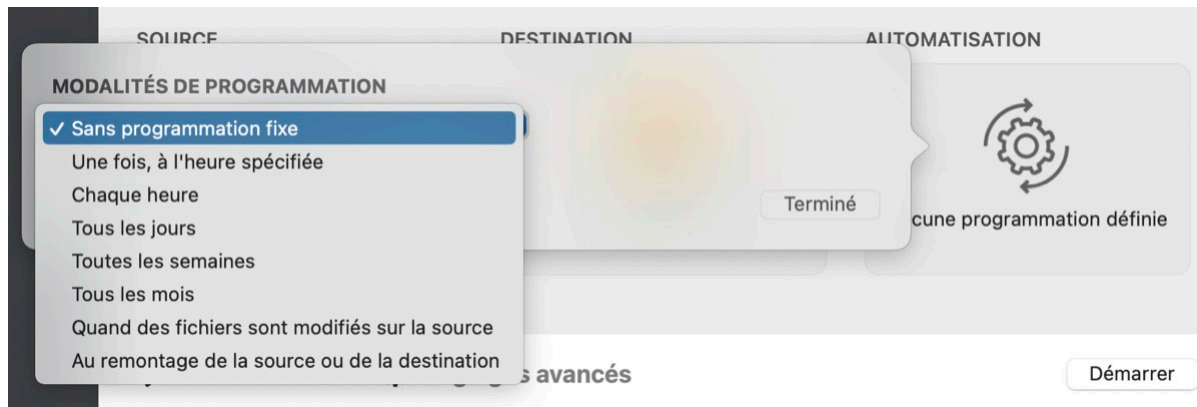 SOURCE
DESTINATION
AUTOMATISATION
MODALITÉS DE PROGRAMMATION
✓ Sans programmation fixe
Une fois, à l'heure spécifiée
Chaque heure
Tous les jours
Toutes les semaines
Tous les mois
Quand des fichiers sont modifiés sur la source
Au remontage de la source ou de la destination
Terminé
cune programmation définie
s avancés
Démarrer